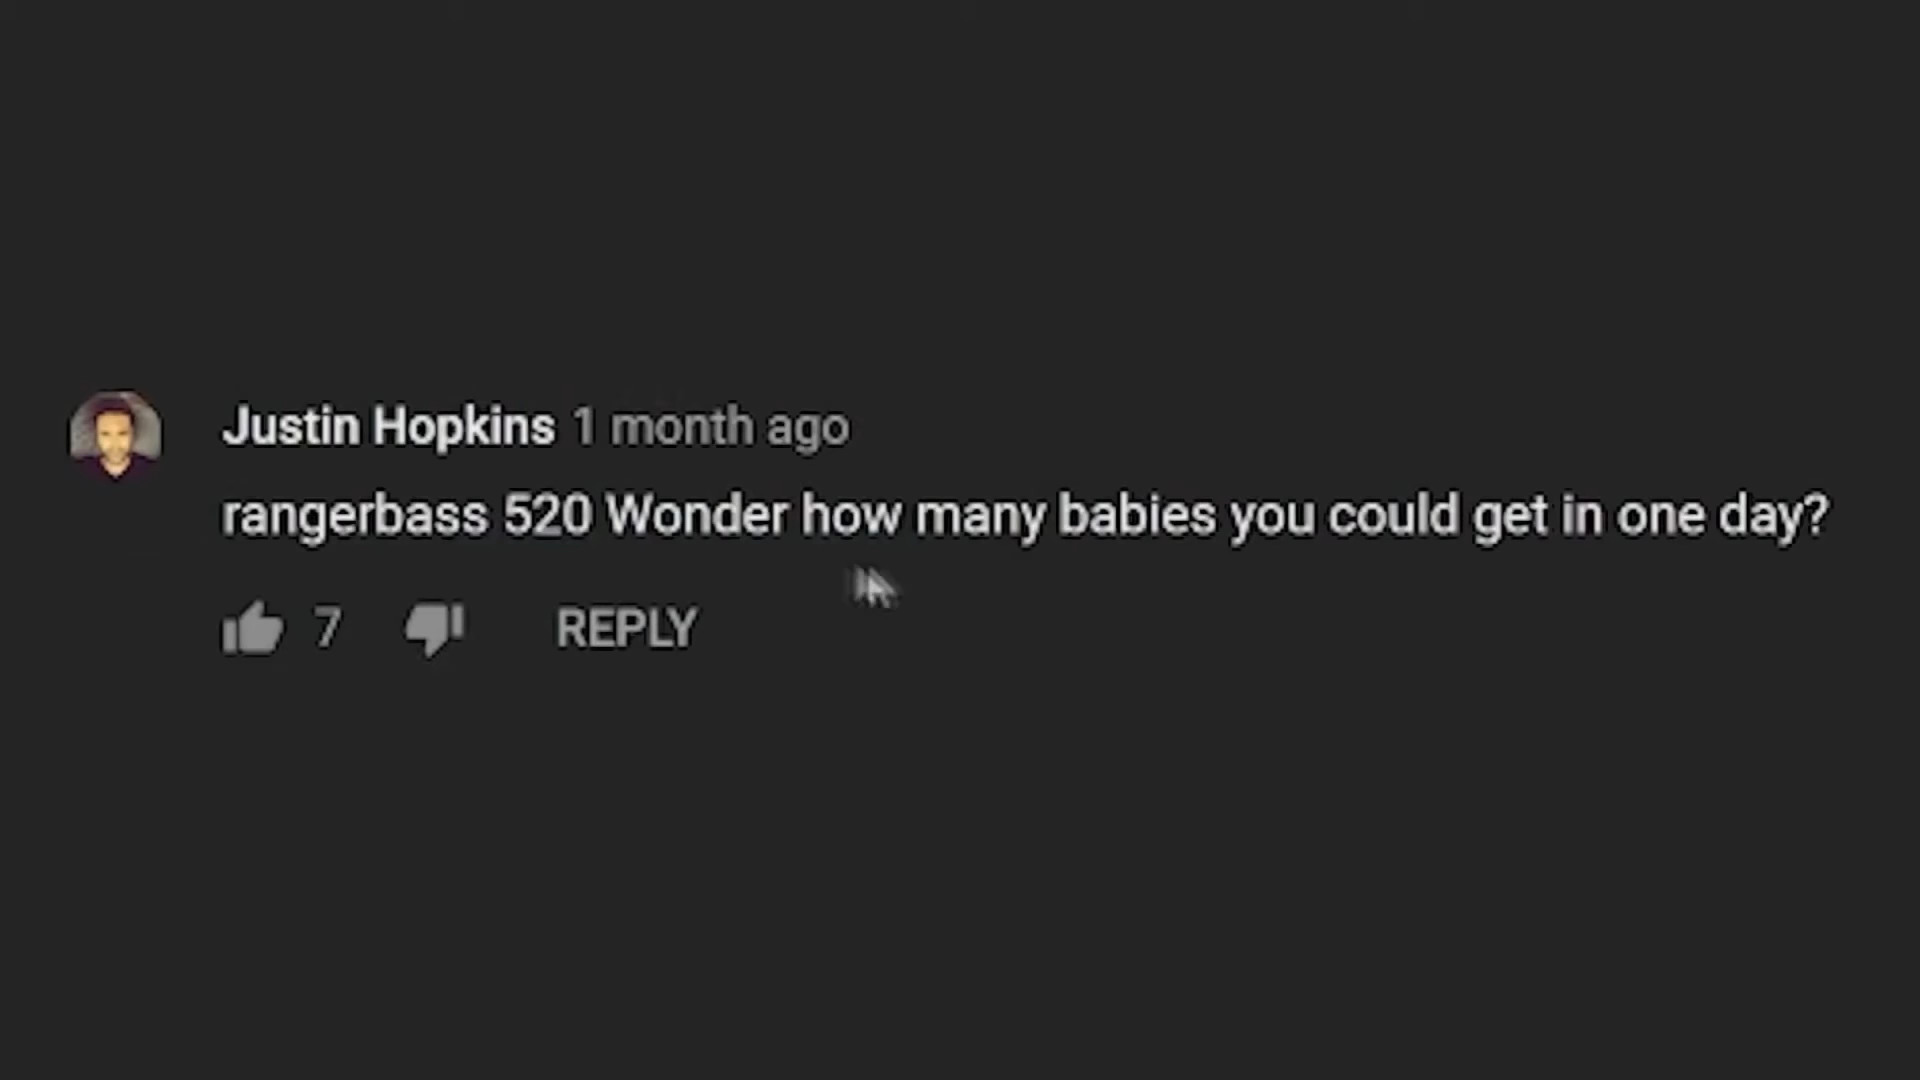 Justin Hopkins 1 month ago
rangerbass 520 Wonder how many babies you could get in one day?
7 REPLY